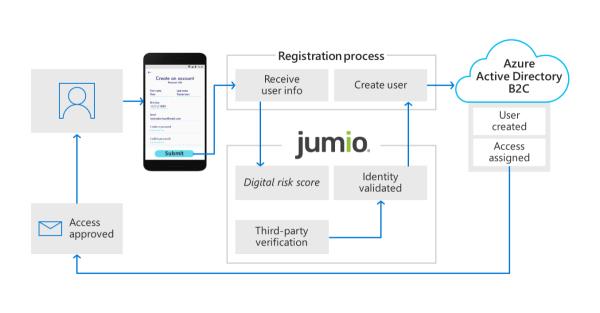 Registration process
Create an account
Receive
user info
Create user
Azure
Active Directory
B2C
User
created
Access
assigned
Submit
jumio.
Digital risk score
Identity
validated
Third-party
verification
Access
approved